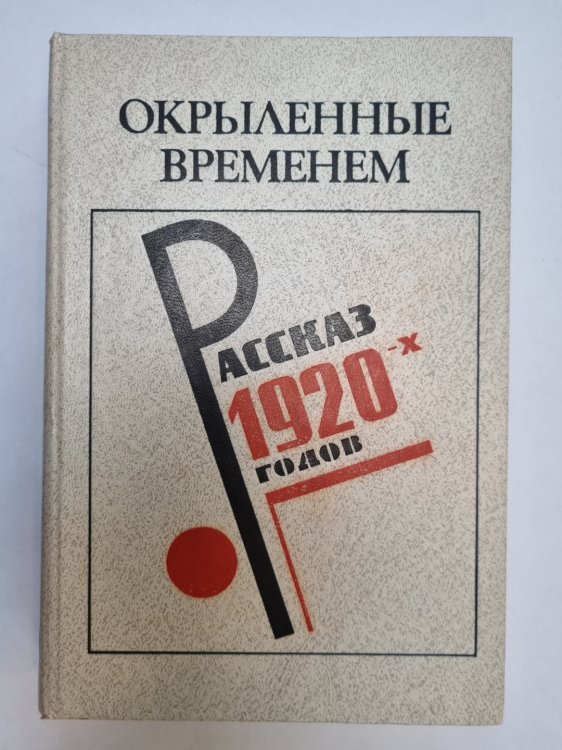 ОКРЫЛЕННЫЕ
ВРЕМЕНЕМ
РАССКАЗ
1920-х
ГОДОВ